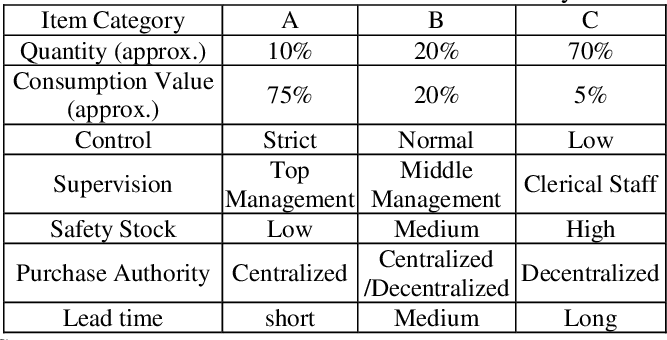 Item Category A B C
Quantity (approx.) 10% 20% 70%
Consumption Value
(approx.) 75% 20% 5%
Control Strict Normal Low
Supervision Top
Management Middle
Management Clerical Staff
Safety Stock Low Medium High
Purchase Authority Centralized Centralized
/Decentralized Decentralized
Lead time short Medium Long